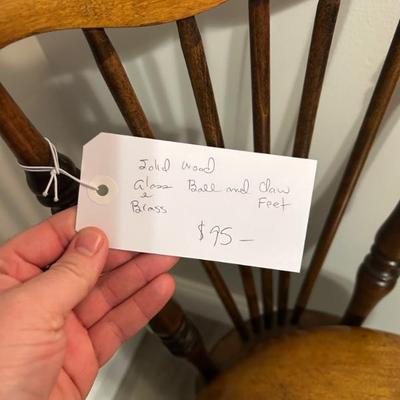 Solid Wood
Glass Ball and Claw
& Brass Feet
$95-